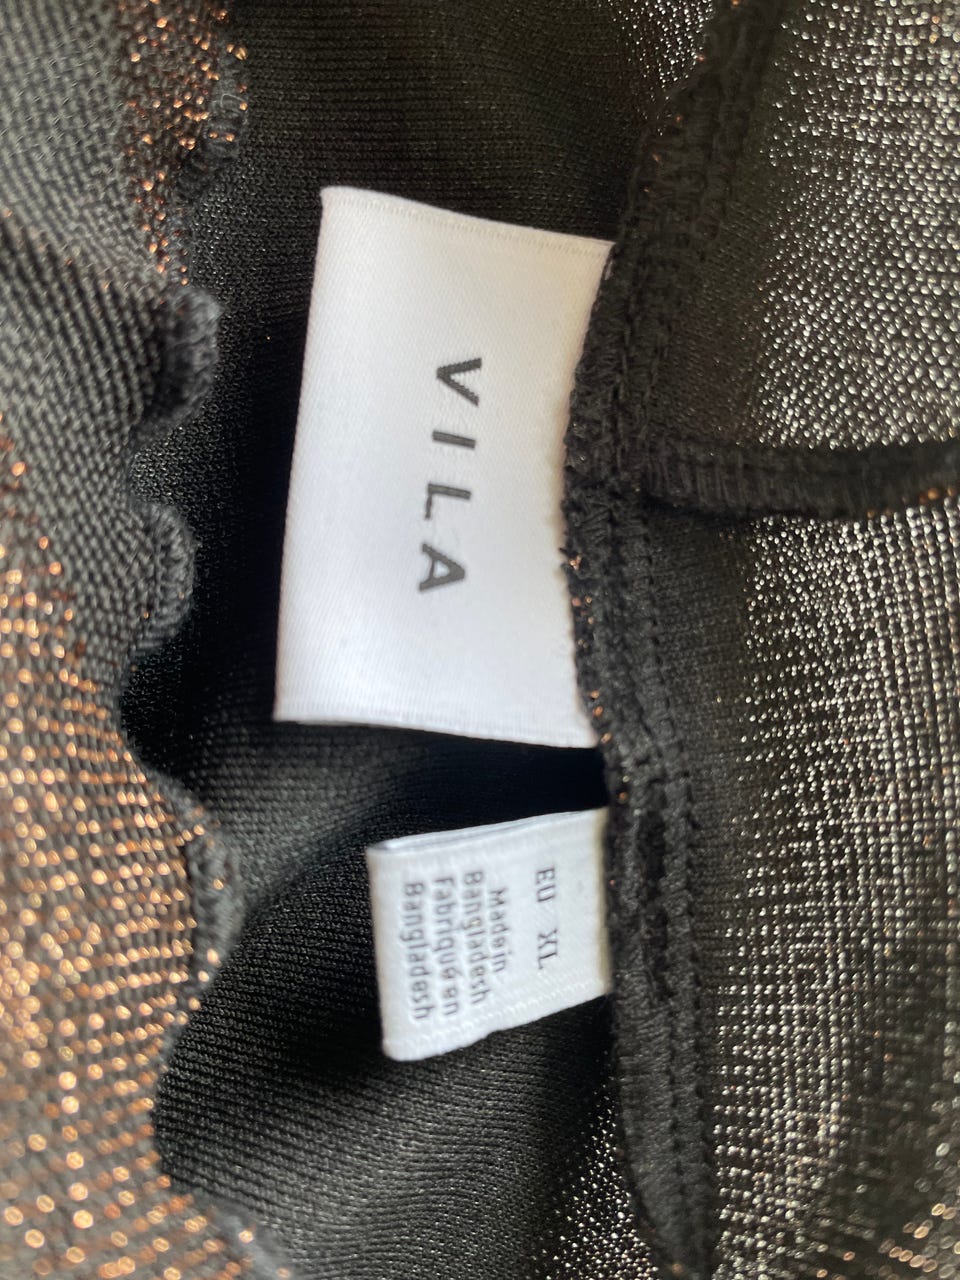 VILA
EU XL
Made in
Bangladesh
Fabriqué en
Bangladesh